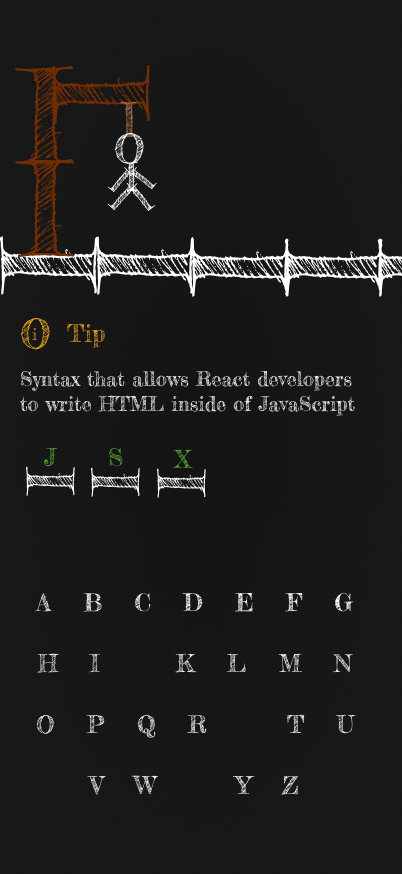 i Tip
Syntax that allows React developers
to write HTML inside of JavaScript
J S X
A B C D E F G
H I K L M N
O P Q R T U
V W Y Z